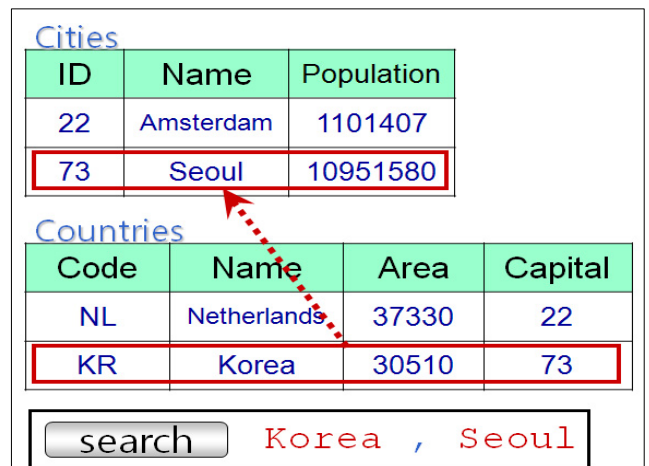 Cities
ID Name Population
22 Amsterdam 1101407
73 Seoul 10951580
Countries
Code Name Area Capital
NL Netherlands 37330 22
KR Korea 30510 73
search Korea , Seoul